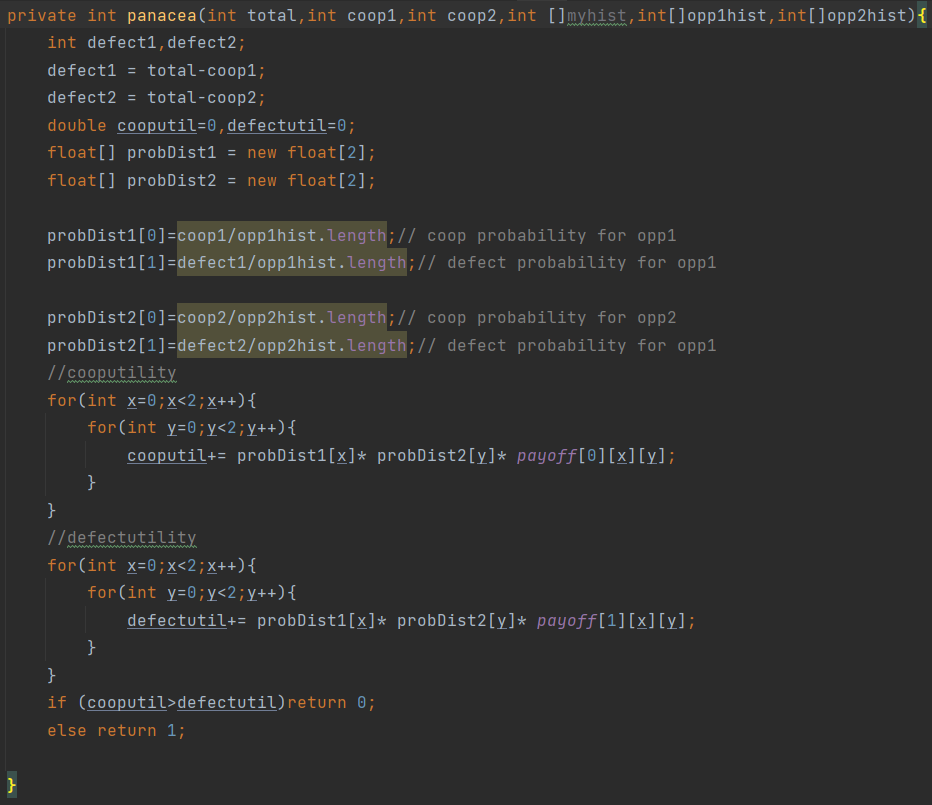 private int panacea(int total,int coop1,int coop2,int []myhist,int[]opp1hist,int[]opp2hist){
    int defect1,defect2;
    defect1 = total-coop1;
    defect2 = total-coop2;
    double cooputil=0,defectutil=0;
    float[] probDist1 = new float[2];
    float[] probDist2 = new float[2];

    probDist1[0]=coop1/opp1hist.length;// coop probability for opp1
    probDist1[1]=defect1/opp1hist.length;// defect probability for opp1

    probDist2[0]=coop2/opp2hist.length;// coop probability for opp2
    probDist2[1]=defect2/opp2hist.length;// defect probability for opp1
    //cooputility
    for(int x=0;x<2;x++){
        for(int y=0;y<2;y++){
            cooputil+= probDist1[x]* probDist2[y]* payoff[0][x][y];
        }
    }
    //defectutility
    for(int x=0;x<2;x++){
        for(int y=0;y<2;y++){
            defectutil+= probDist1[x]* probDist2[y]* payoff[1][x][y];
        }
    }
    if (cooputil>defectutil)return 0;
    else return 1;

}